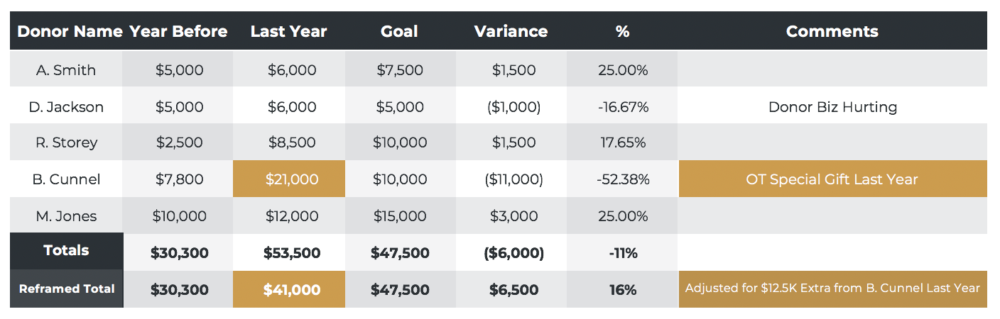 Donor Name Year Before Last Year Goal Variance % Comments
A. Smith $5,000 $6,000 $7,500 $1,500 25.00%
D. Jackson $5,000 $6,000 $5,000 ($1,000) -16.67% Donor Biz Hurting
R. Storey $2,500 $8,500 $10,000 $1,500 17.65%
B. Cunnel $7,800 $21,000 $10,000 ($11,000) -52.38% OT Special Gift Last Year
M. Jones $10,000 $12,000 $15,000 $3,000 25.00%
Totals $30,300 $53,500 $47,500 ($6,000) -11%
Reframed Total $30,300 $41,000 $47,500 $6,500 16% Adjusted for $12.5K Extra from B. Cunnel Last Year